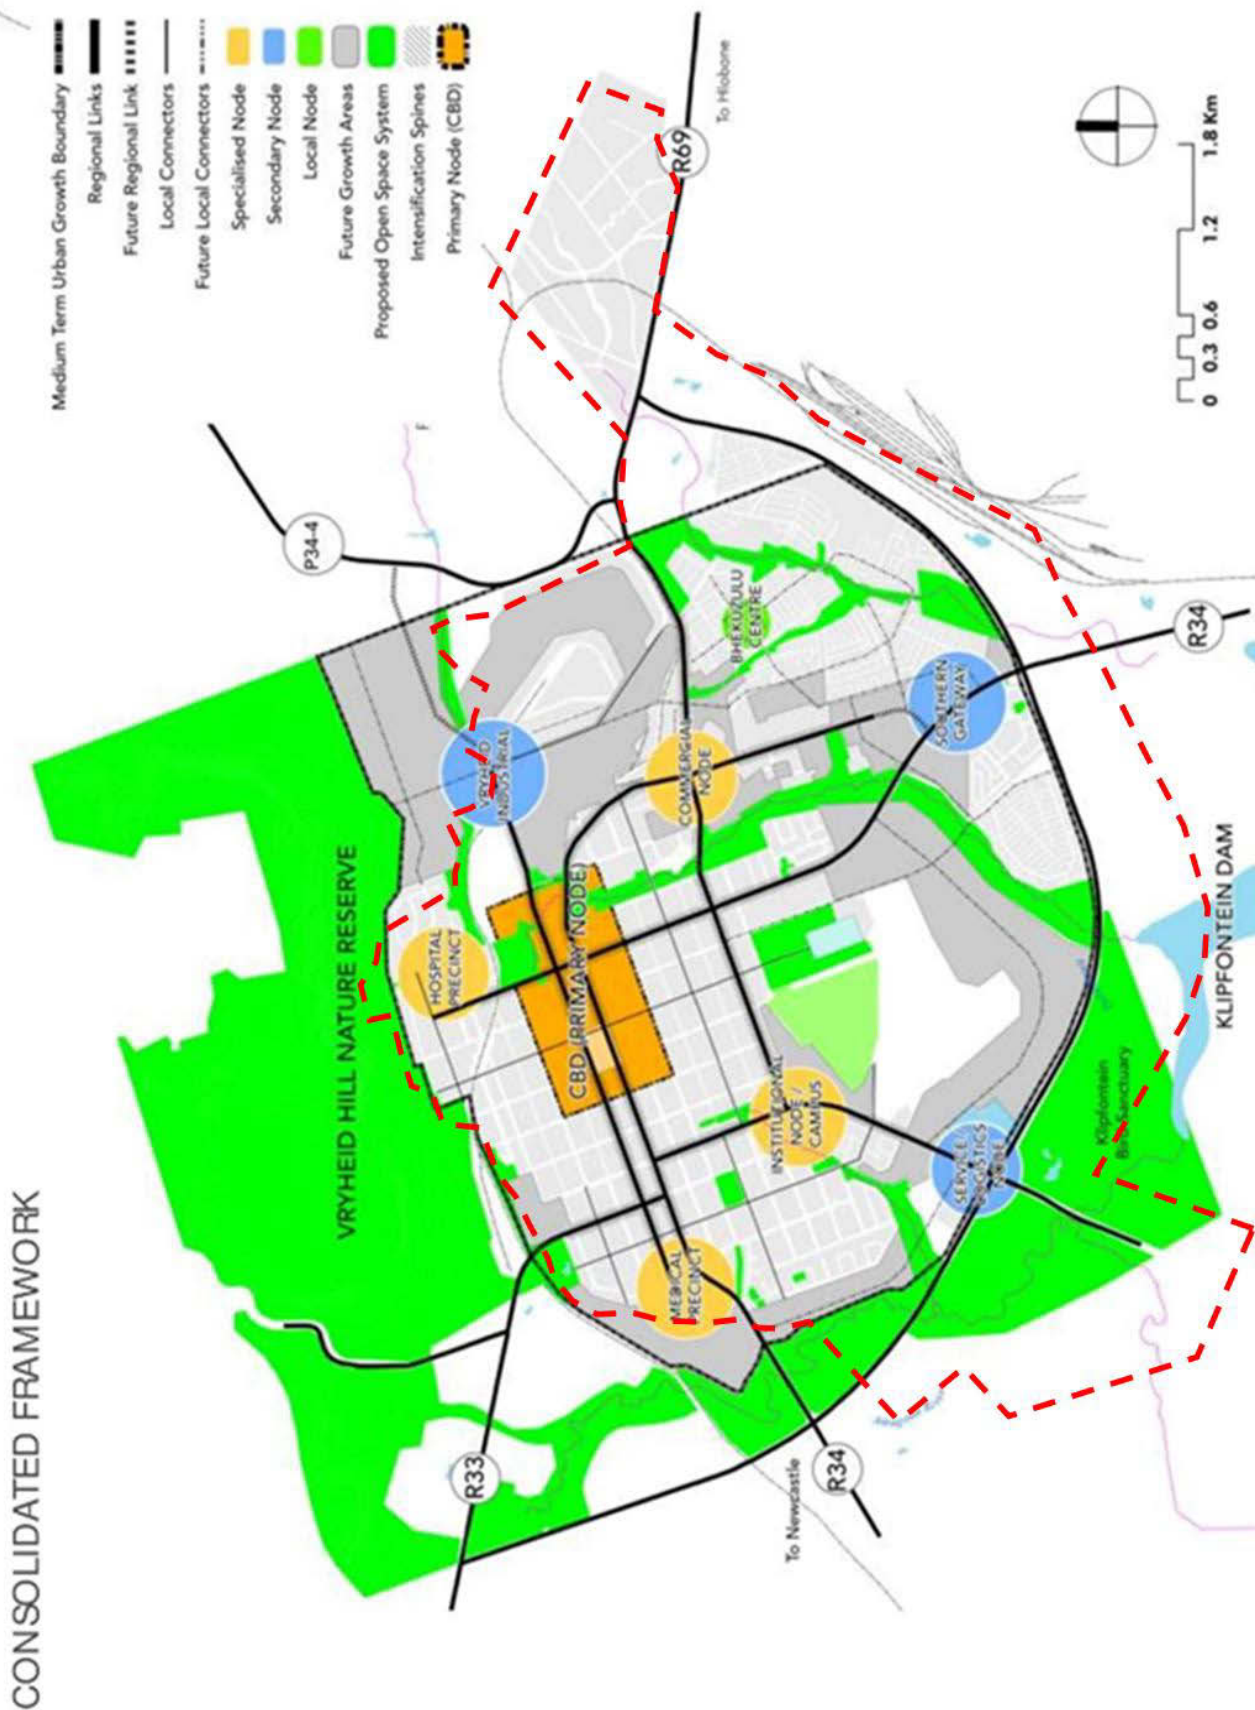 CONSOLIDATED FRAMEWORK
Medium Term Urban Growth Boundary
Regional Links
Future Regional Link
Local Connectors
Future Local Connectors
Specialised Node
Secondary Node
Local Node
Future Growth Areas
Proposed Open Space System
Intensification Spines
Primary Node (CBD)
P34-4
R69
To Hlobone
VRYHEID HILL NATURE RESERVE
HOSPITAL
PRECINCT
VRYHEID
INDUSTRIAL
CBD (PRIMARY NODE)
COMMERCIAL
NODE
BHEKUZULU
CENTRE
R33
MEDICAL
PRECINCT
INSTITUTIONAL
NODE /
CAMPUS
SOUTHERN
GATEWAY
To Newcastle
R34
SERVICE/
LOGISTICS
NODE
Klipfontein
Bird Sanctuary
KLIPFONTEIN DAM
R34
0 0.3 0.6 1.2 1.8 Km